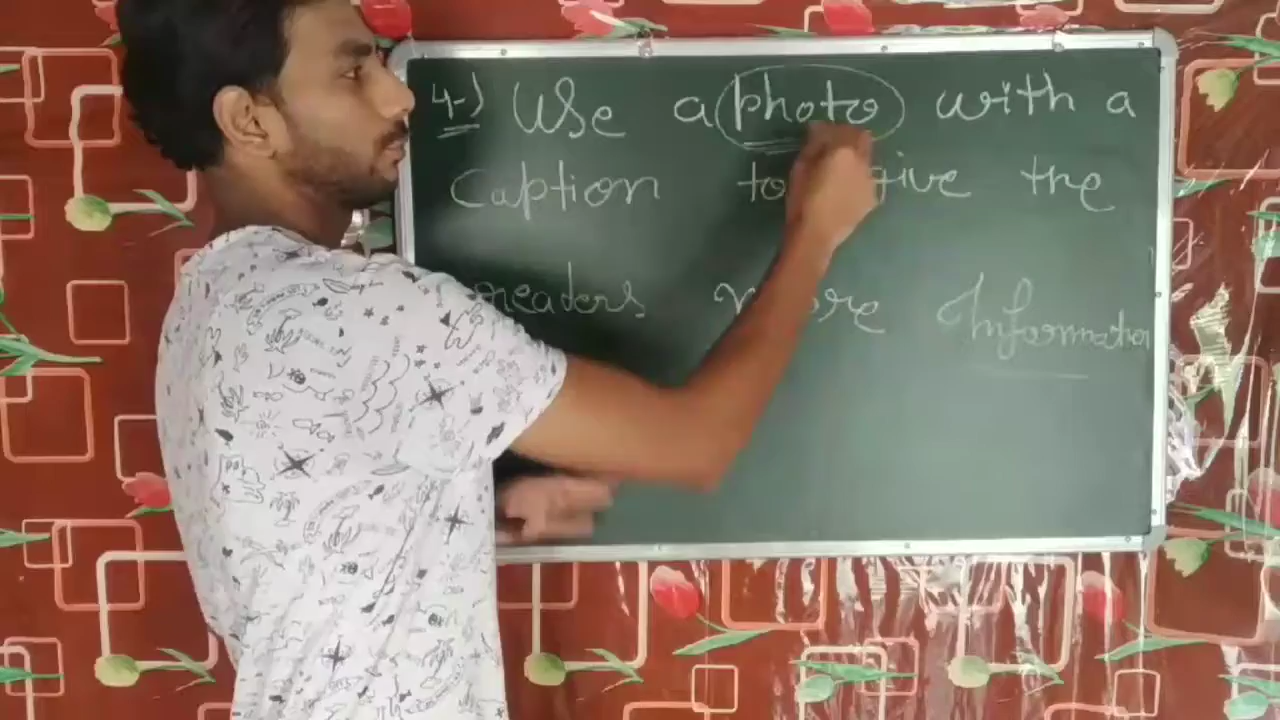 4-) Use a photo with a
Caption to give the
readers more Information